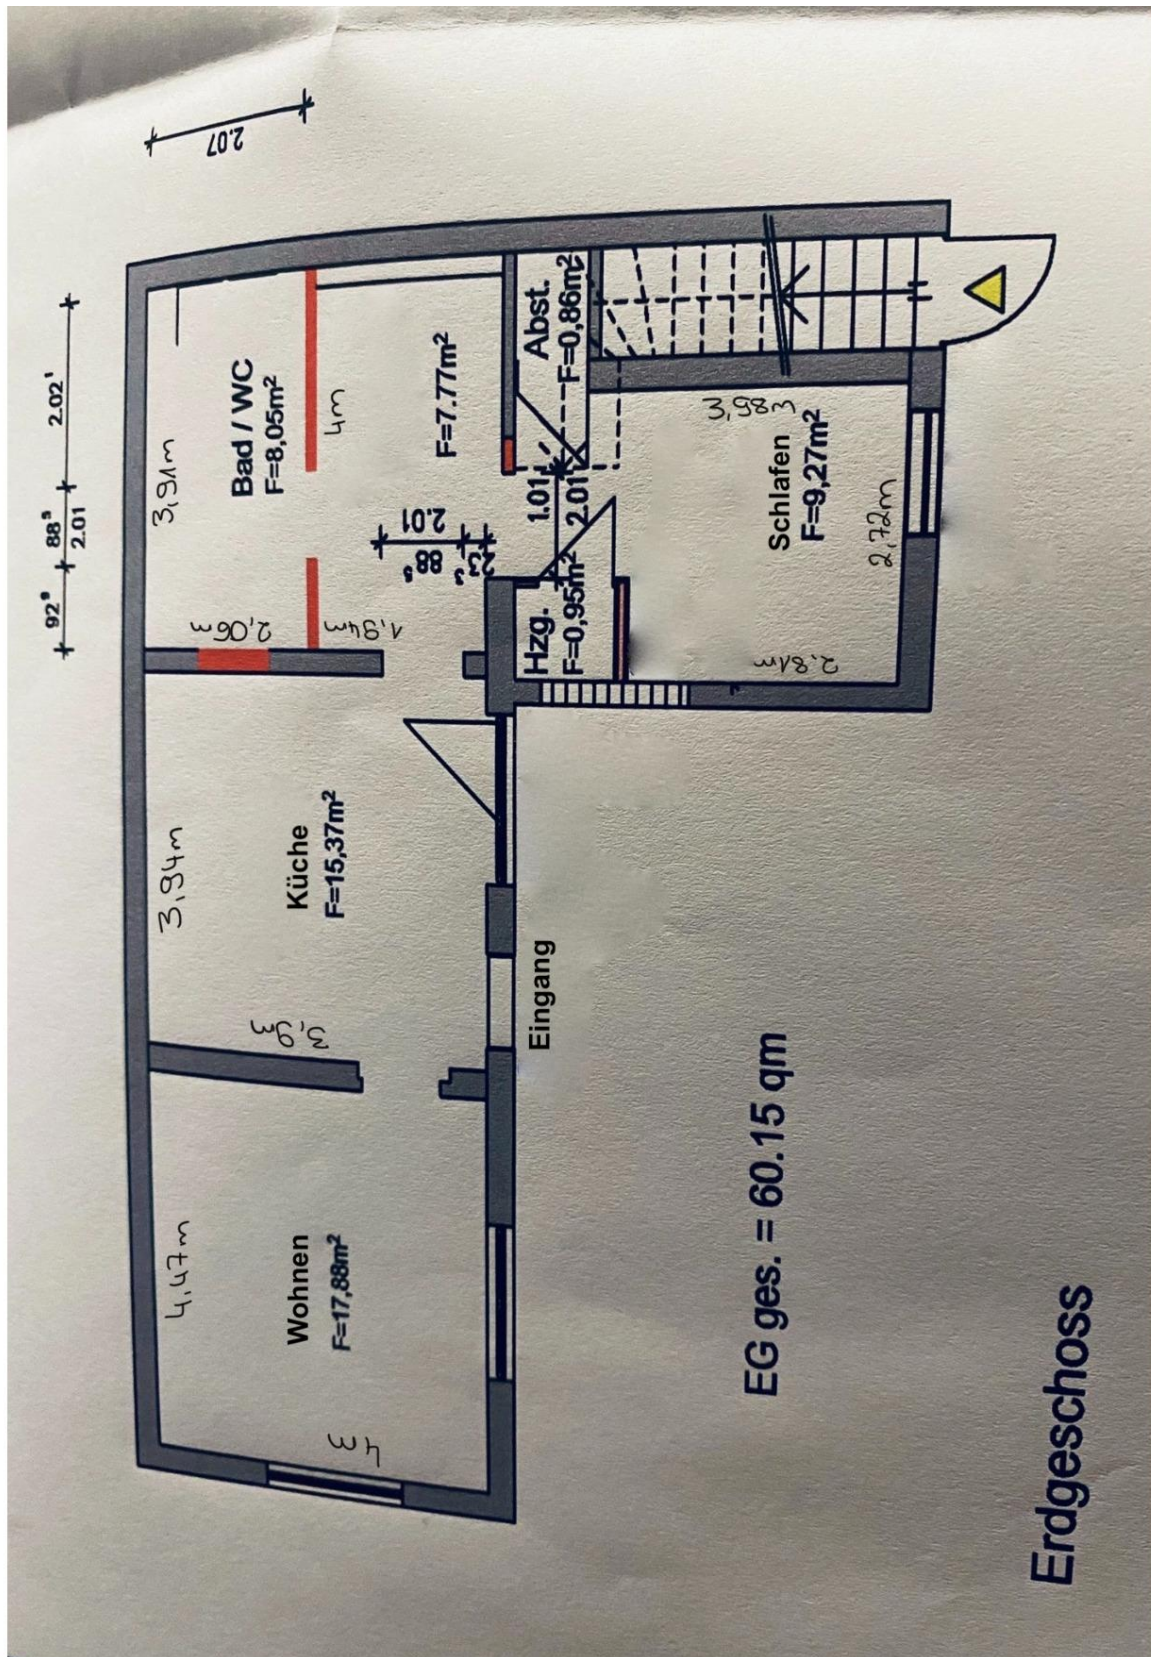 2.07
2.02¹
88⁵
2.01
92⁹
3,91m
Bad / WC
F=8,05m²
4m
F=7.77m²
Abst.
F=0,86m²
2,06m
1,94m
2.01
88⁵
23⁵
1.01
2.01
Hzg.
F=0,95m²
3,58m
Schlafen
F=9,27m²
2,72m
2,81m
3,94m
Küche
F=15,37m²
3,9m
Eingang
4,47m
Wohnen
F=17,88m²
4m
EG ges. = 60.15 qm
Erdgeschoss